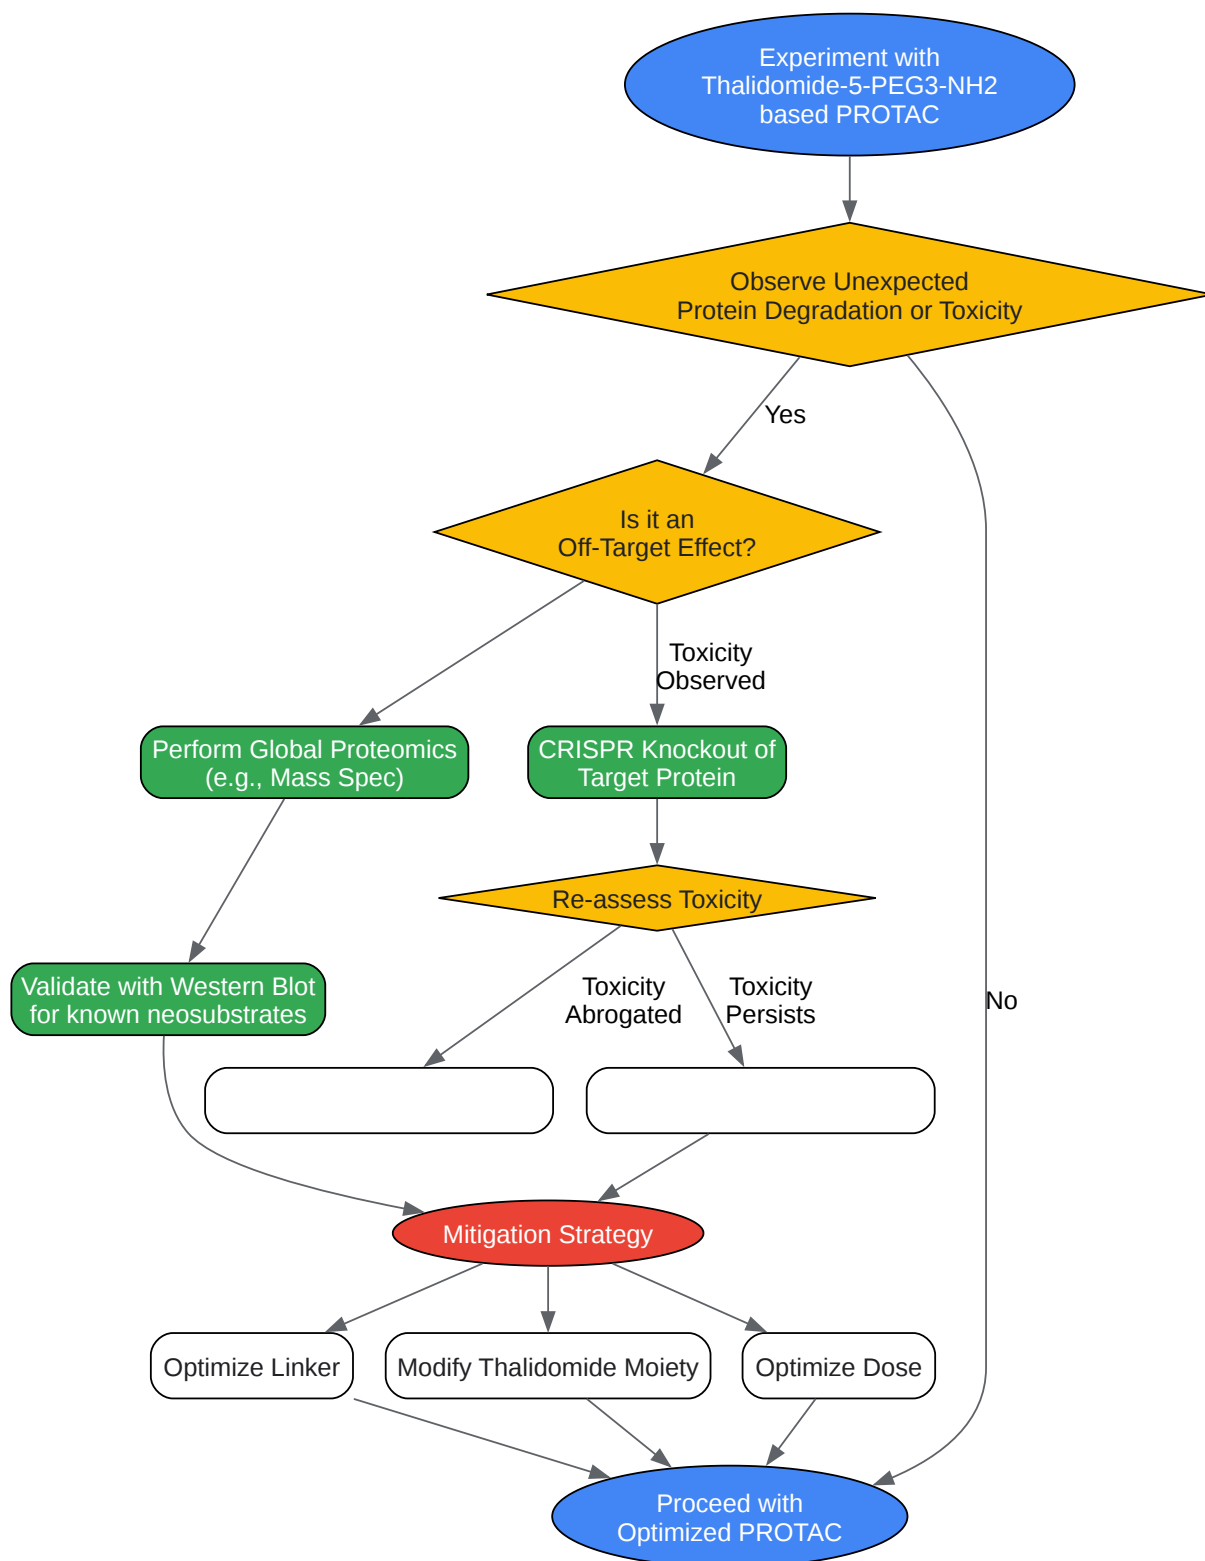 Experiment with
Thalidomide-5-PEG3-NH2
based PROTAC
Observe Unexpected
Protein Degradation or Toxicity
Yes
Is it an
Off-Target Effect?
Toxicity
Observed
Perform Global Proteomics
(e.g., Mass Spec)
CRISPR Knockout of
Target Protein
Re-assess Toxicity
Validate with Western Blot
for known neosubstrates
Toxicity
Abrogated
Toxicity
Persists
No
Mitigation Strategy
Optimize Linker
Modify Thalidomide Moiety
Optimize Dose
Proceed with
Optimized PROTAC